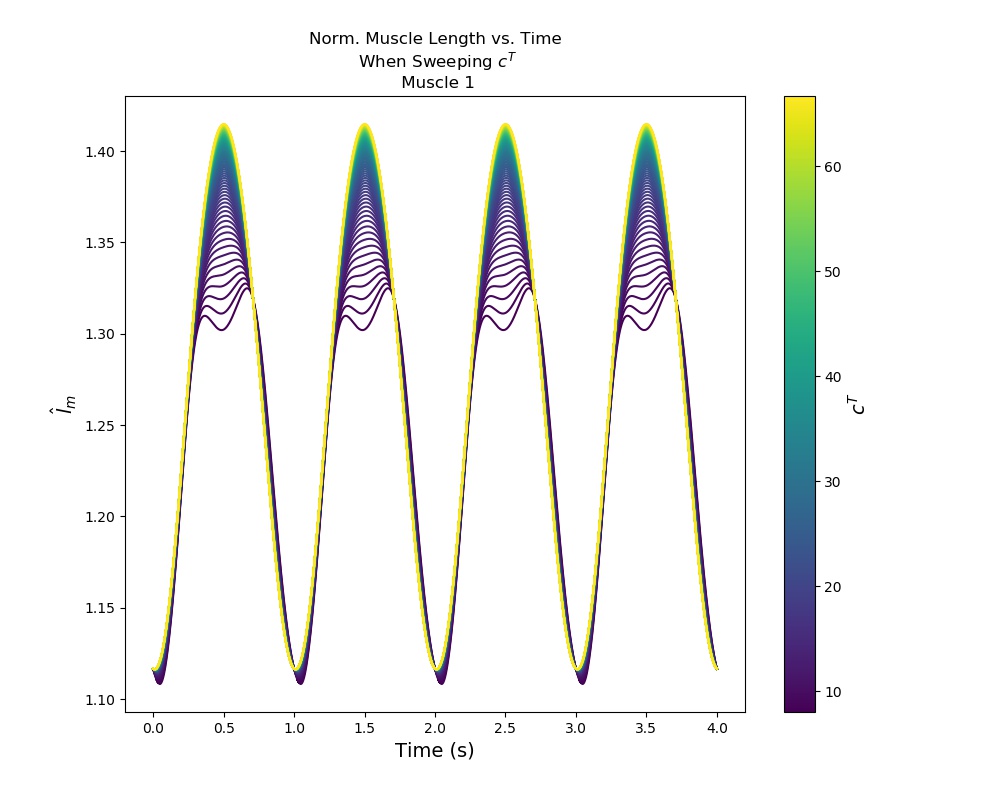 Norm. Muscle Length vs. Time
When Sweeping c^T
Muscle 1
1.40
1.35
1.30
1.25
1.20
1.15
1.10
l̂_m
0.0 0.5 1.0 1.5 2.0 2.5 3.0 3.5 4.0
Time (s)
60
50
40
30
20
10
c^T